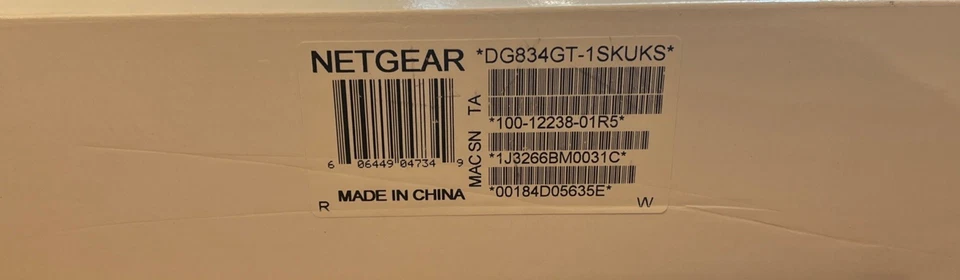 NETGEAR
*DG834GT-1SKUKS*
TA
*100-12238-01R5*
SN
*1J3266BM0031C*
MAC
*00184D05635E*
6 06449 04734 9
MADE IN CHINA
R
W